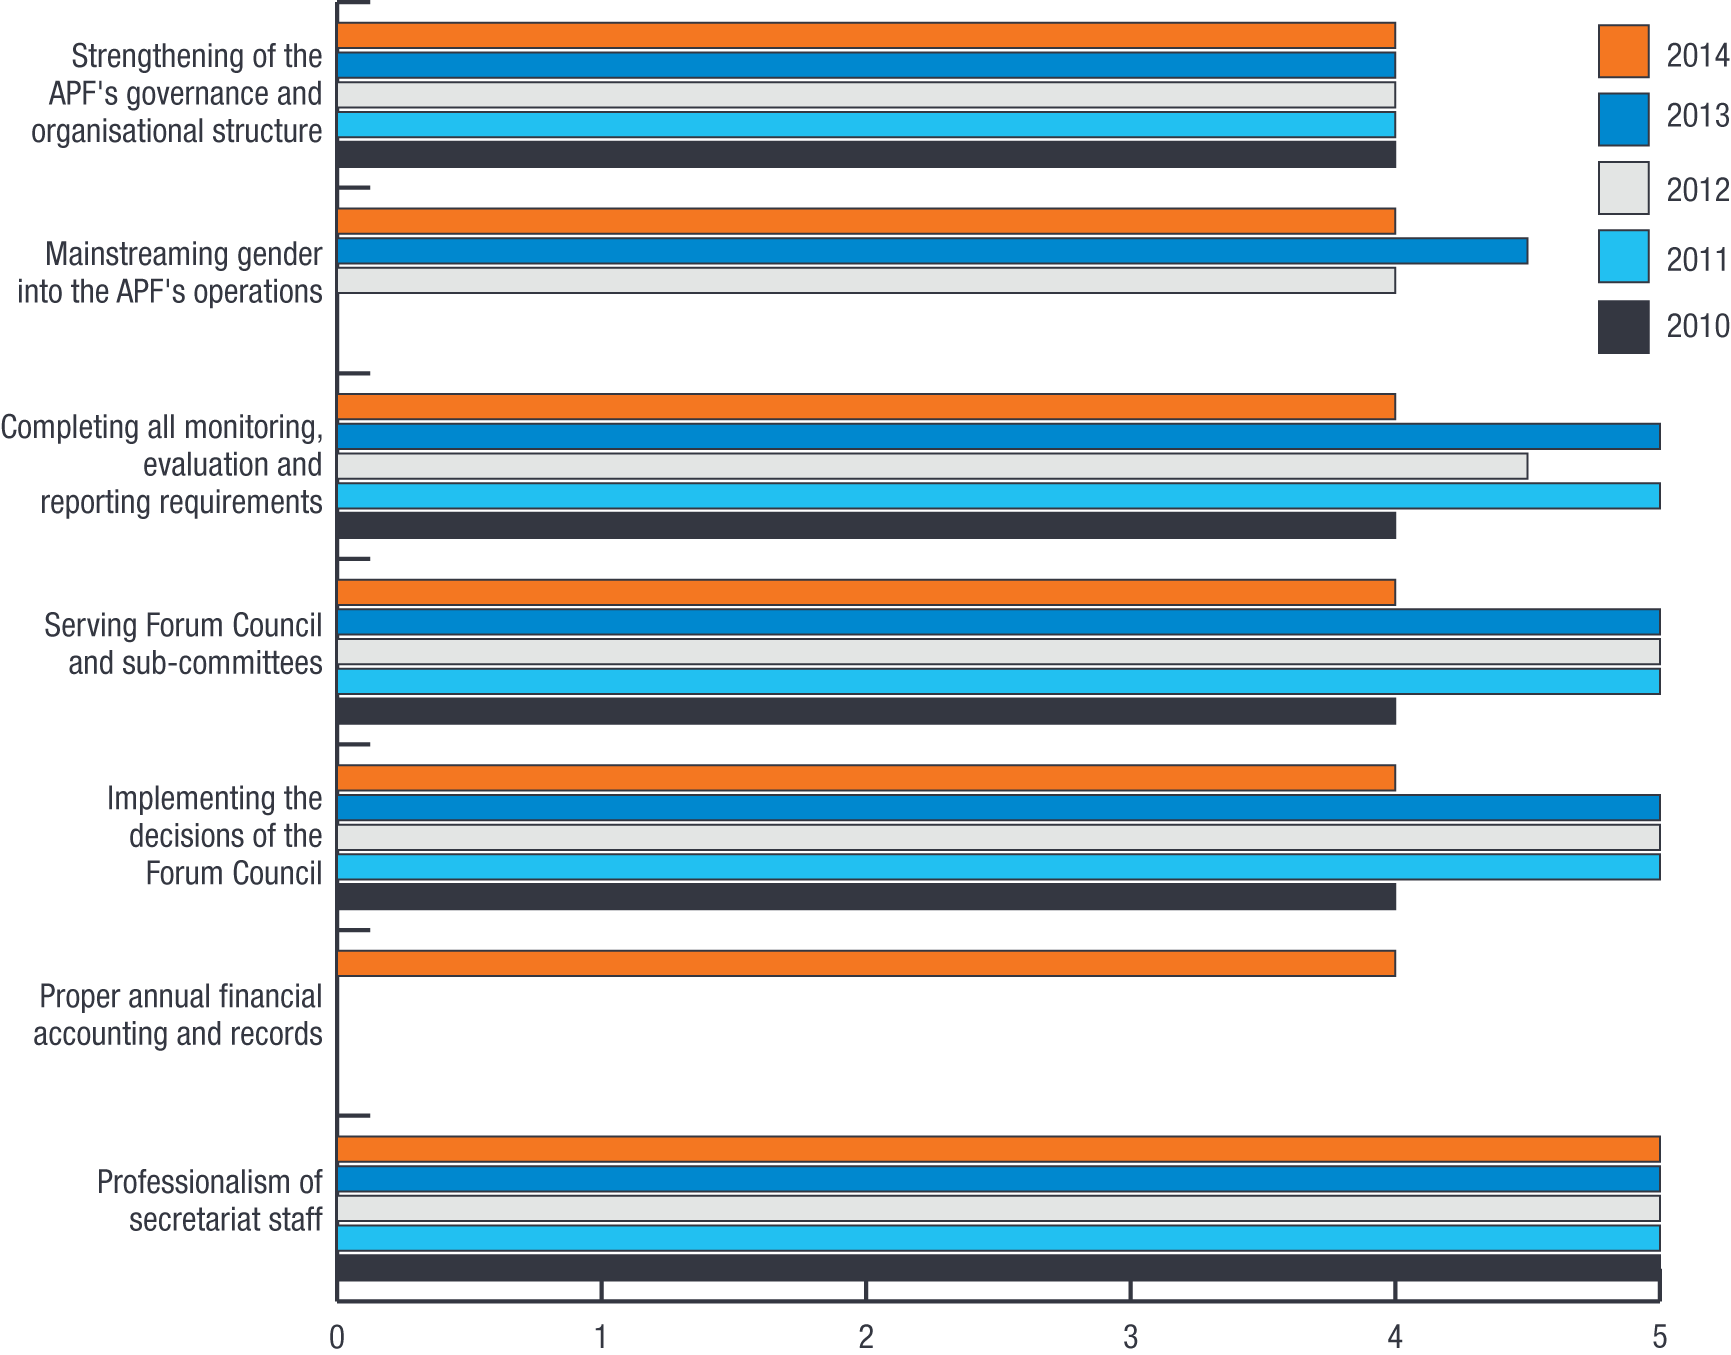 Strengthening of the
APF's governance and
organisational structure
Mainstreaming gender
into the APF's operations
Completing all monitoring,
evaluation and
reporting requirements
Serving Forum Council
and sub-committees
Implementing the
decisions of the
Forum Council
Proper annual financial
accounting and records
Professionalism of
secretariat staff
0 1 2 3 4 5
2014
2013
2012
2011
2010